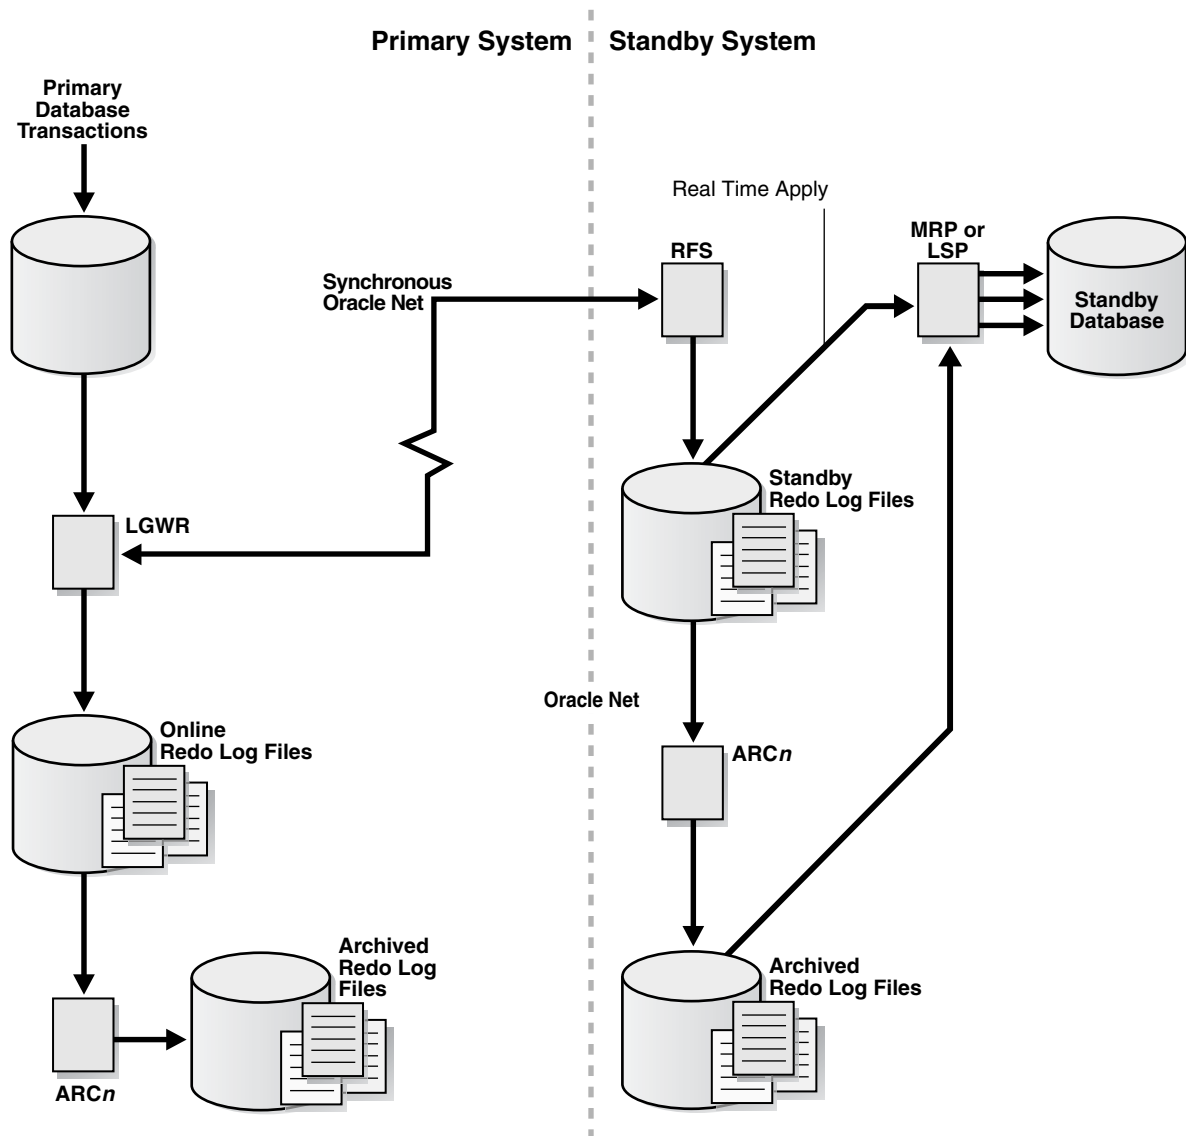 Primary System
Standby System
Primary
Database
Transactions
Real Time Apply
RFS
MRP or
LSP
Synchronous
Oracle Net
Standby
Database
Standby
Redo Log Files
LGWR
Oracle Net
Online
Redo Log Files
ARCn
Archived
Redo Log
Files
Archived
Redo Log Files
ARCn